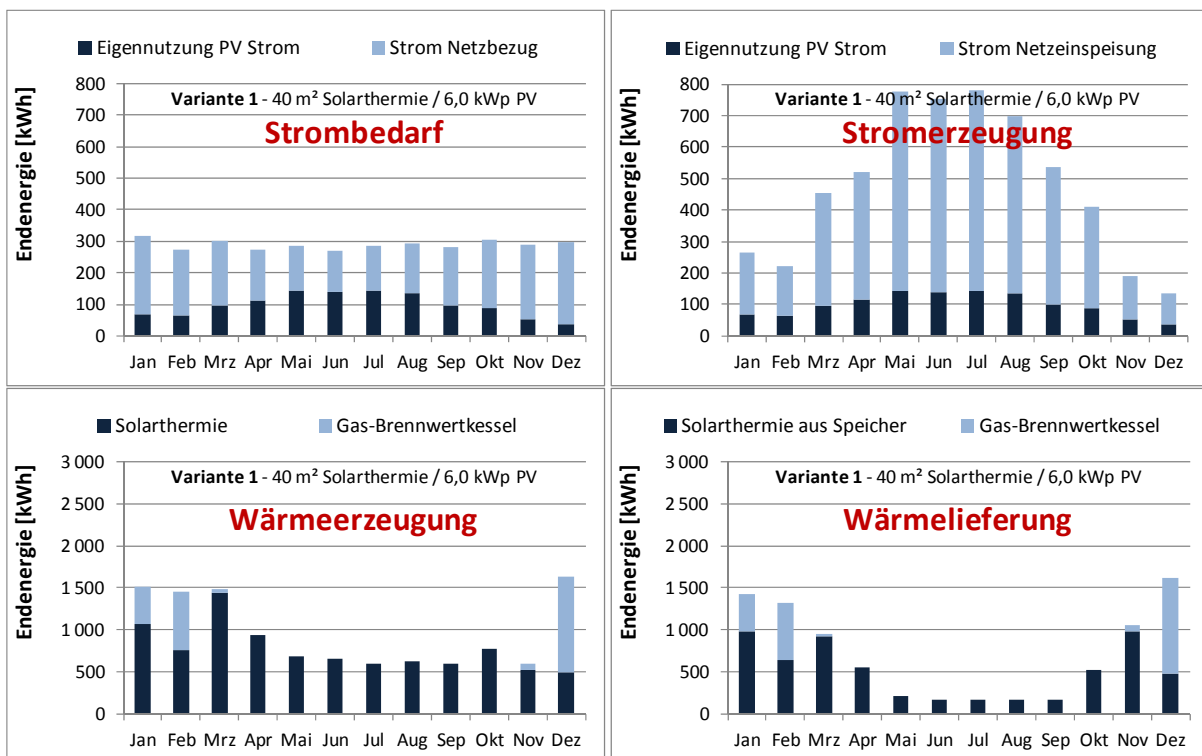 Eigennutzung PV Strom Strom Netzbezug
Endenergie [kWh]
800
700
600
500
400
300
200
100
0
Variante 1 - 40 m² Solarthermie / 6,0 kWp PV
Strombedarf
Jan Feb Mrz Apr Mai Jun Jul Aug Sep Okt Nov Dez
Eigennutzung PV Strom Strom Netzeinspeisung
Endenergie [kWh]
800
700
600
500
400
300
200
100
0
Variante 1 - 40 m² Solarthermie / 6,0 kWp PV
Stromerzeugung
Jan Feb Mrz Apr Mai Jun Jul Aug Sep Okt Nov Dez
Solarthermie Gas-Brennwertkessel
Endenergie [kWh]
3 000
2 500
2 000
1 500
1 000
500
0
Variante 1 - 40 m² Solarthermie / 6,0 kWp PV
Wärmeerzeugung
Jan Feb Mrz Apr Mai Jun Jul Aug Sep Okt Nov Dez
Solarthermie aus Speicher Gas-Brennwertkessel
Endenergie [kWh]
3 000
2 500
2 000
1 500
1 000
500
0
Variante 1 - 40 m² Solarthermie / 6,0 kWp PV
Wärmelieferung
Jan Feb Mrz Apr Mai Jun Jul Aug Sep Okt Nov Dez